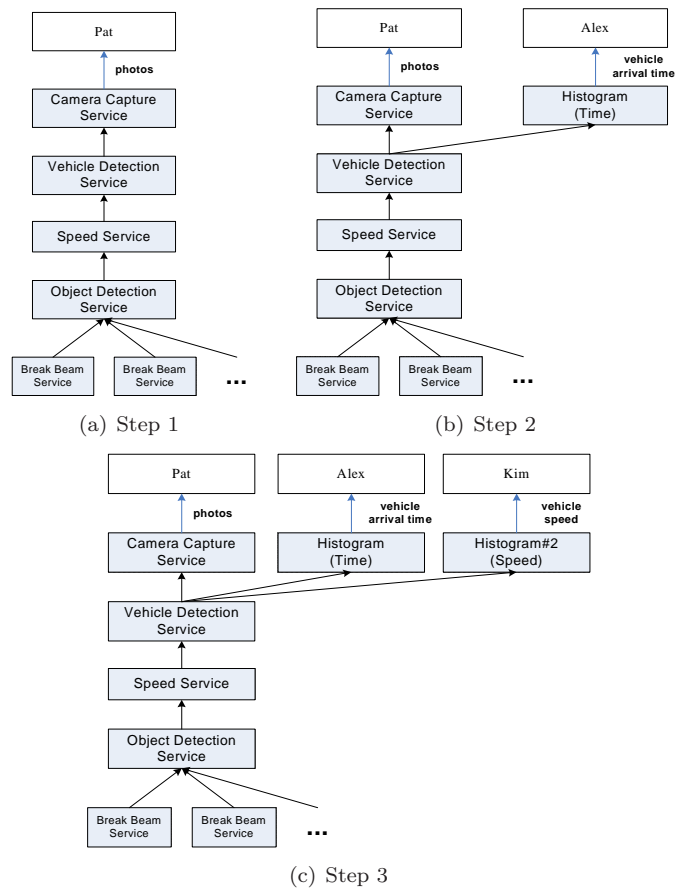 Pat
photos
Camera Capture
Service
Vehicle Detection
Service
Speed Service
Object Detection
Service
Break Beam
Service
Break Beam
Service
...
(a) Step 1
Pat
Alex
photos
vehicle
arrival time
Camera Capture
Service
Histogram
(Time)
Vehicle Detection
Service
Speed Service
Object Detection
Service
Break Beam
Service
Break Beam
Service
...
(b) Step 2
Pat
Alex
Kim
photos
vehicle
arrival time
vehicle
speed
Camera Capture
Service
Histogram
(Time)
Histogram#2
(Speed)
Vehicle Detection
Service
Speed Service
Object Detection
Service
Break Beam
Service
Break Beam
Service
...
(c) Step 3